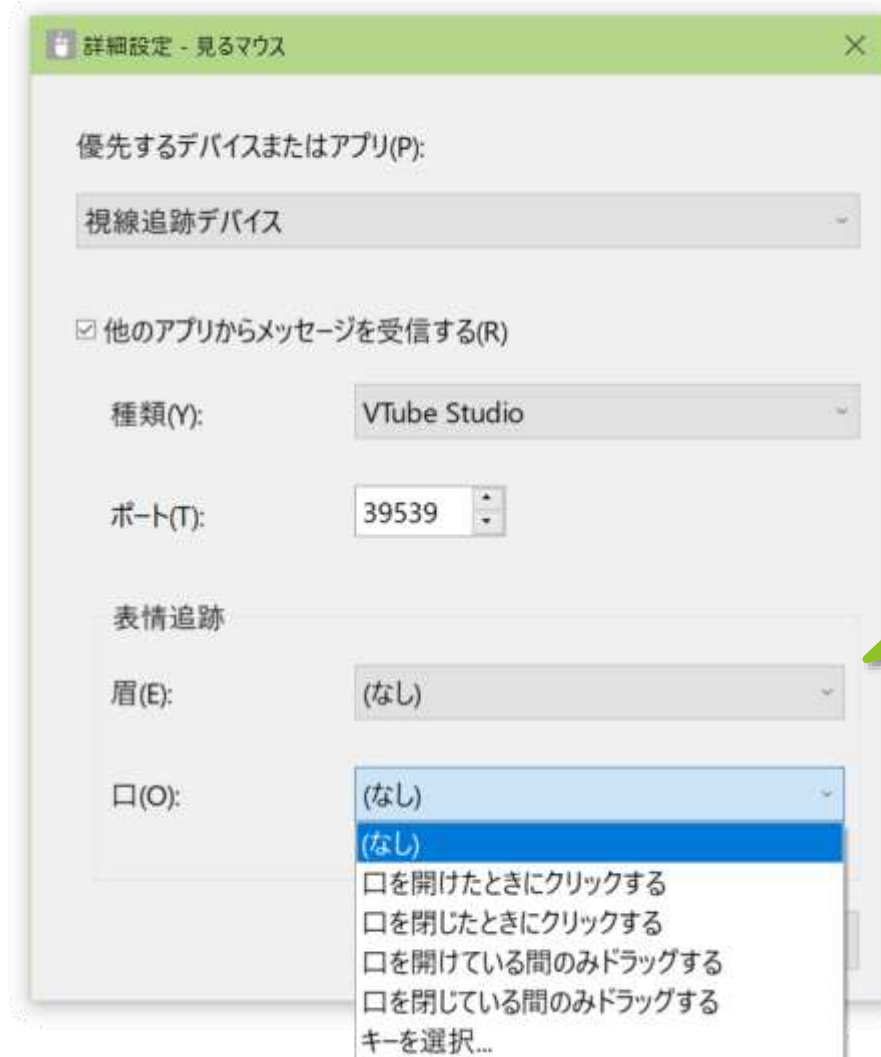 詳細設定 - 見るマウス
優先するデバイスまたはアプリ(P):
視線追跡デバイス
他のアプリからメッセージを受信する(R)
種類(Y): VTube Studio
ポート(T): 39539
表情追跡
眉(E): (なし)
口(O): (なし)
(なし)
口を開けたときにクリックする
口を閉じたときにクリックする
口を開けている間のみドラッグする
口を閉じている間のみドラッグする
キーを選択...